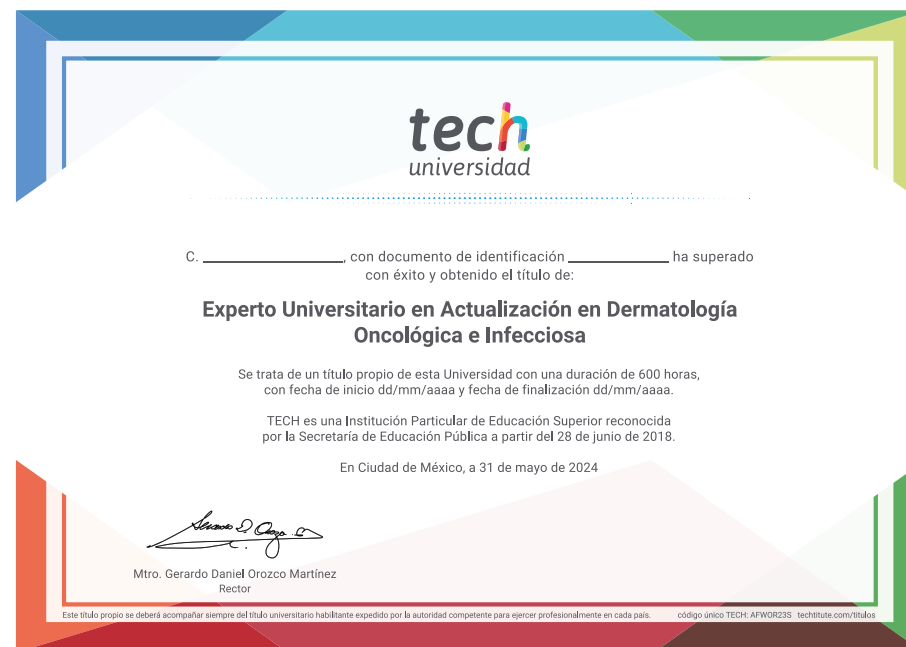 tech
universidad
C. ____________, con documento de identificación ____________ ha superado
con éxito y obtenido el título de:
Experto Universitario en Actualización en Dermatología
Oncológica e Infecciosa
Se trata de un título propio de esta Universidad con una duración de 600 horas,
con fecha de inicio dd/mm/aaaa y fecha de finalización dd/mm/aaaa.
TECH es una Institución Particular de Educación Superior reconocida
por la Secretaría de Educación Pública a partir del 28 de junio de 2018.
En Ciudad de México, a 31 de mayo de 2024
Mtro. Gerardo Daniel Orozco Martínez
Rector
Este título propio se deberá acompañar siempre del título universitario habilitante expedido por la autoridad competente para ejercer profesionalmente en cada país. código único TECH: AFWOR23S techtitute.com/titulos